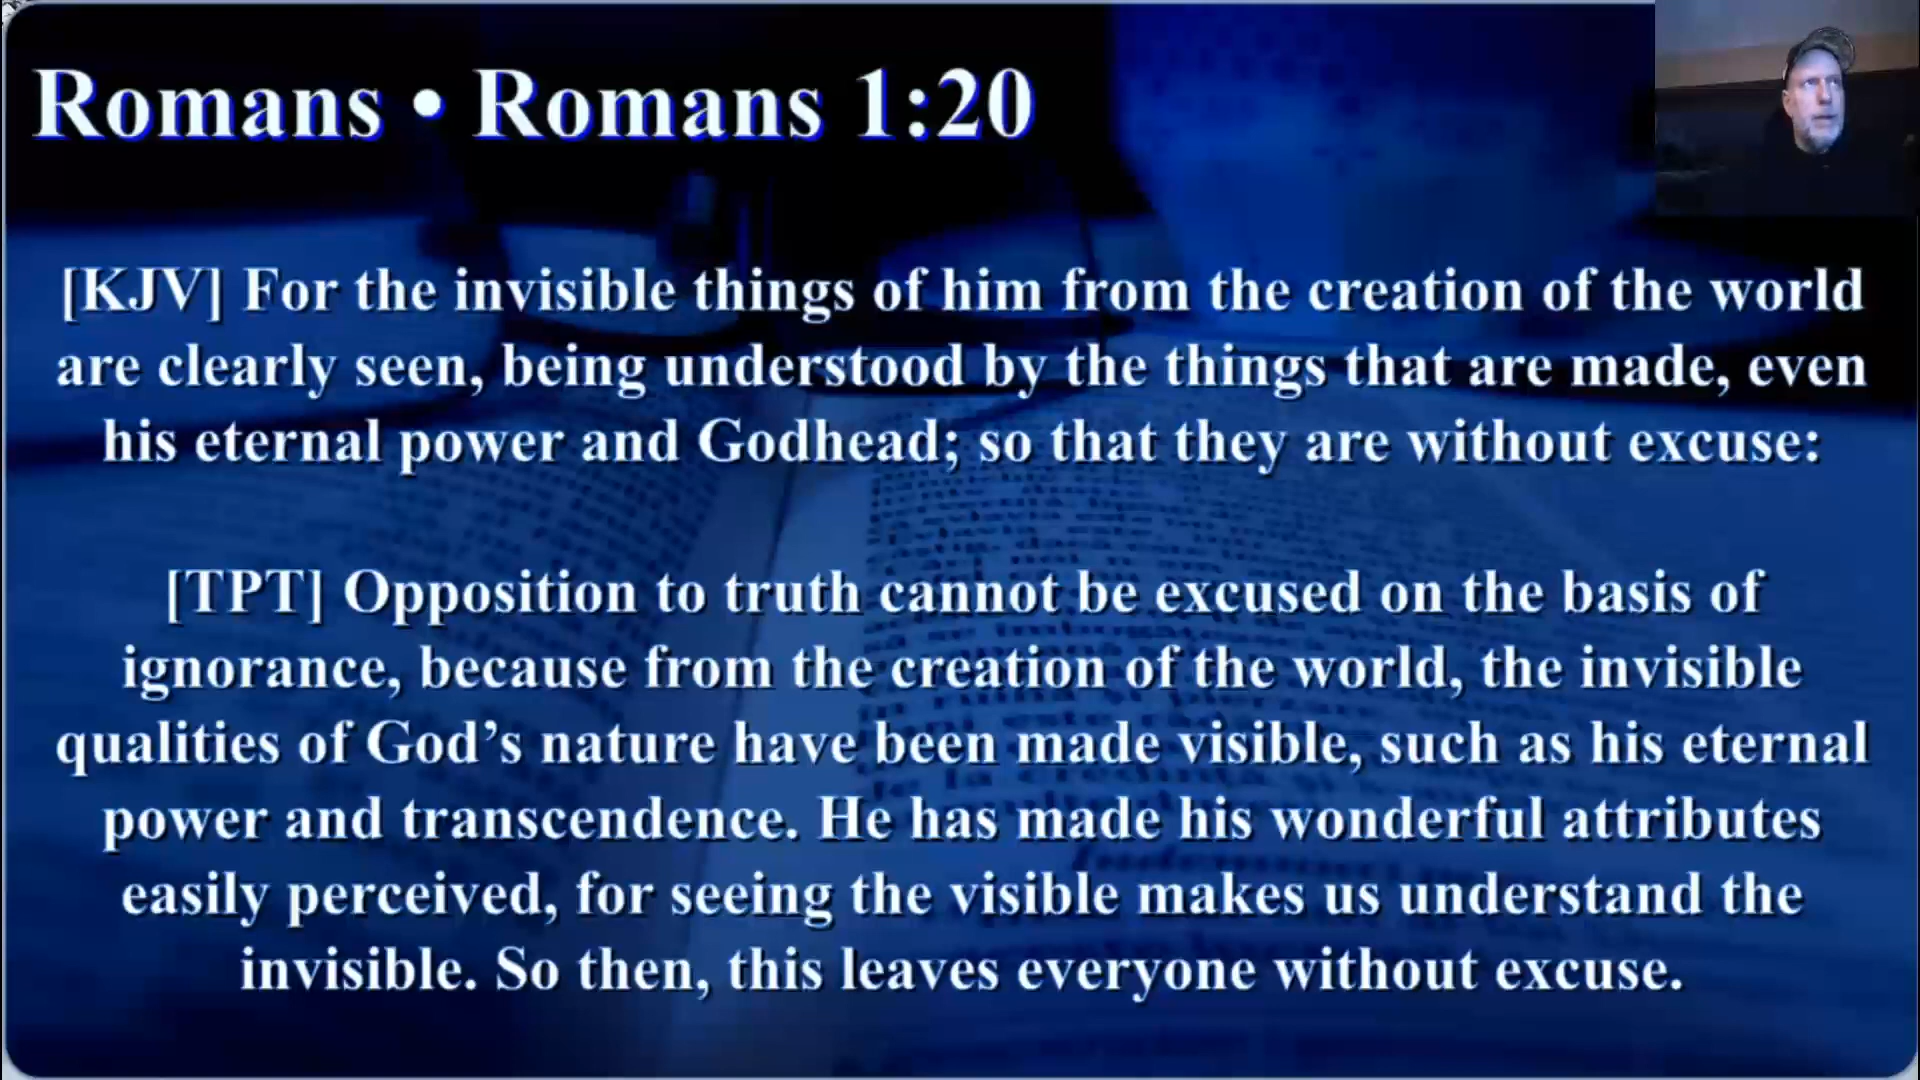 Romans • Romans 1:20
[KJV] For the invisible things of him from the creation of the world
are clearly seen, being understood by the things that are made, even
his eternal power and Godhead; so that they are without excuse:
[TPT] Opposition to truth cannot be excused on the basis of
ignorance, because from the creation of the world, the invisible
qualities of God’s nature have been made visible, such as his eternal
power and transcendence. He has made his wonderful attributes
easily perceived, for seeing the visible makes us understand the
invisible. So then, this leaves everyone without excuse.